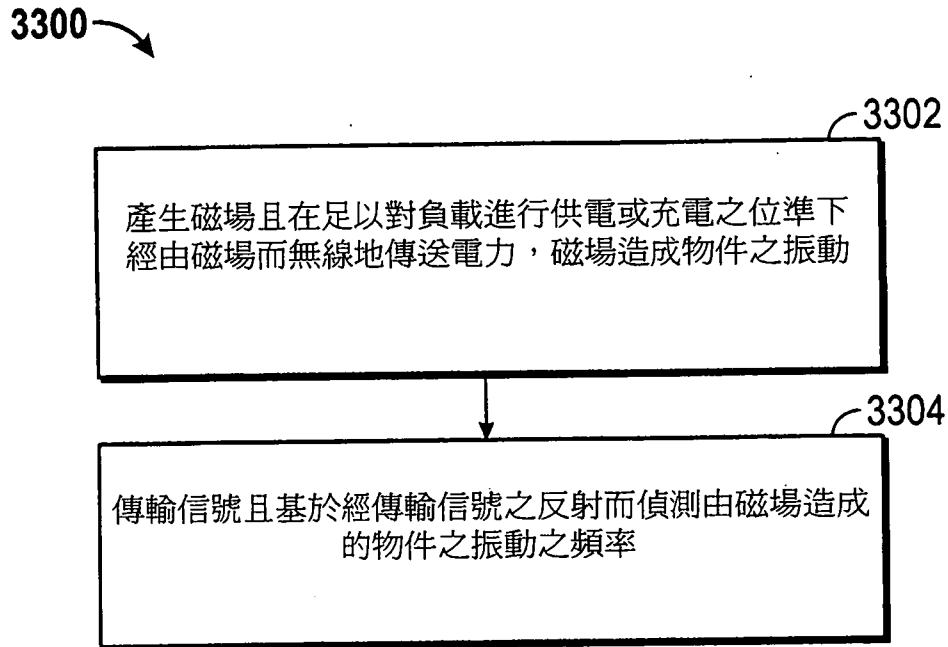 3300
3302
產生磁場且在足以對負載進行供電或充電之位準下
經由磁場而無線地傳送電力，磁場造成物件之振動
3304
傳輸信號且基於經傳輸信號之反射而偵測由磁場造成
的物件之振動之頻率